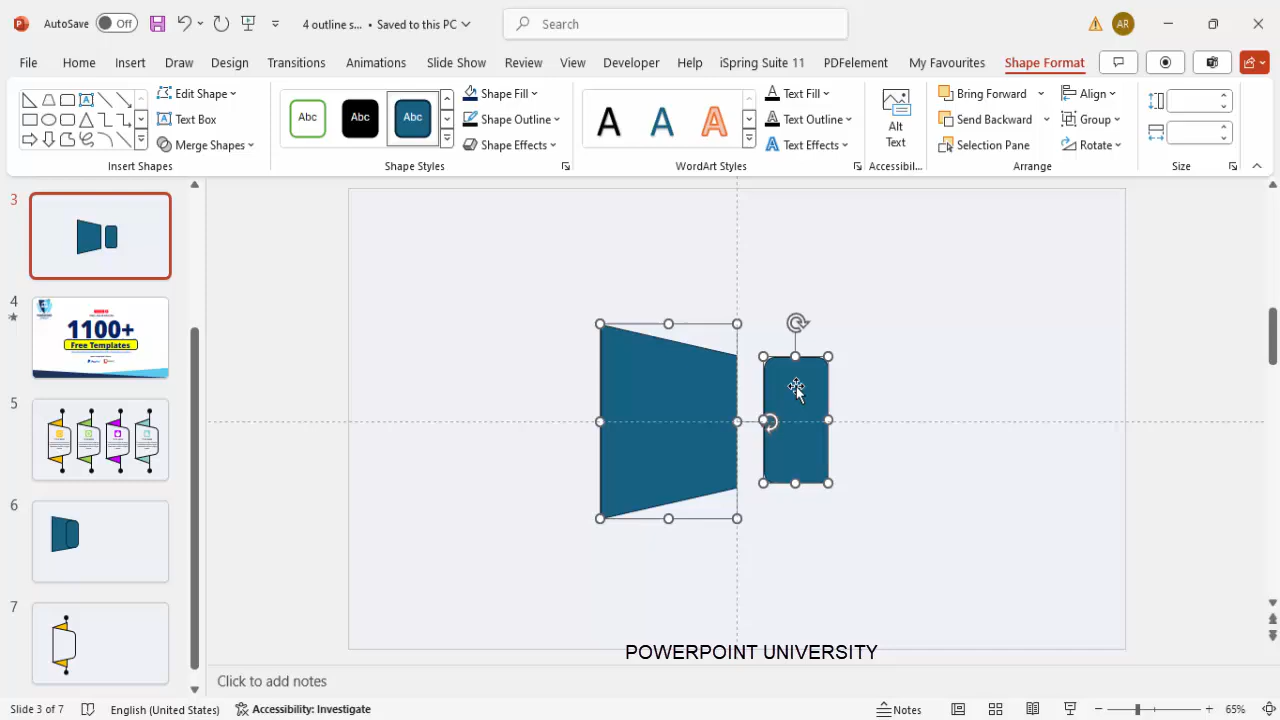 AutoSave Off 4 outline s... • Saved to this PC Search AR
File Home Insert Draw Design Transitions Animations Slide Show Review View Developer Help iSpring Suite 11 PDFelement My Favourites Shape Format
Edit Shape
Text Box
Merge Shapes
Insert Shapes
Abc Abc Abc
Shape Fill
Shape Outline
Shape Effects
Shape Styles
A A A
Text Fill
Text Outline
Text Effects
WordArt Styles
Alt
Text
Accessibil...
Bring Forward
Send Backward
Selection Pane
Align
Group
Rotate
Arrange
Size
3
4
1100+
Free Templates
5
6
7
POWERPOINT UNIVERSITY
Click to add notes
Slide 3 of 7 English (United States) Accessibility: Investigate Notes 65%